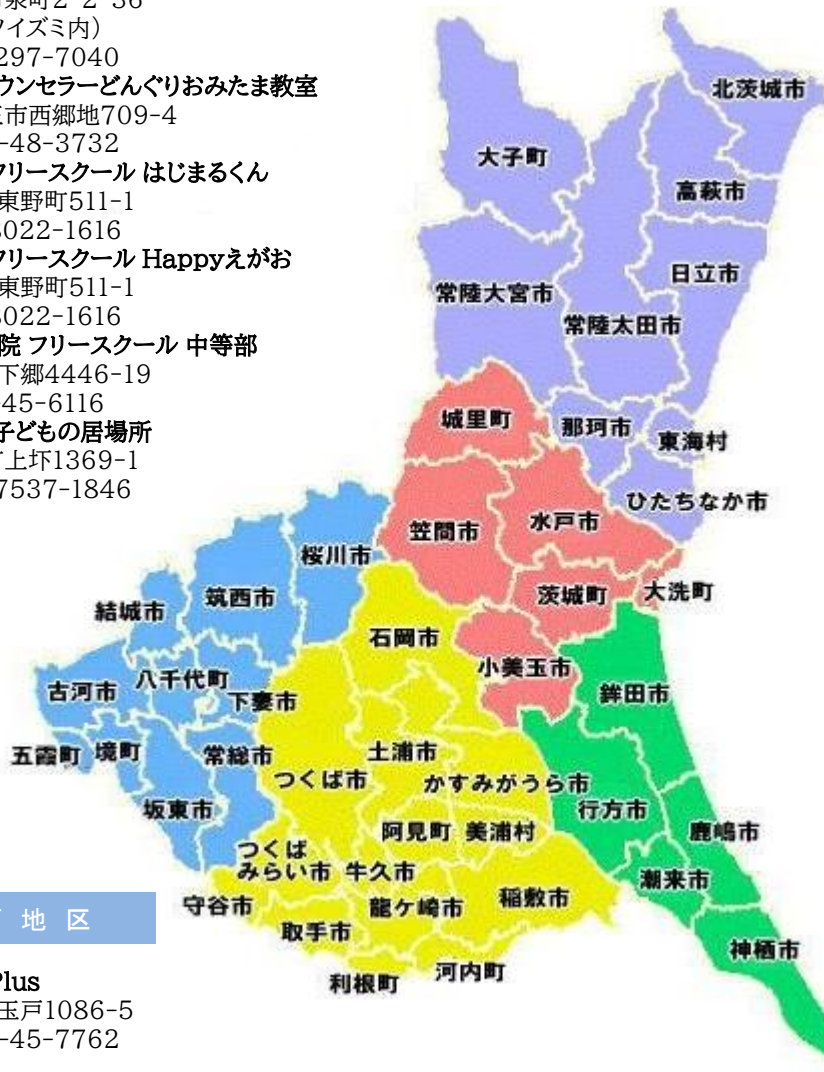 市泉町2-2-36
フイズミ内)
297-7040
ウンセラーどんぐりおみたま教室
玉市西郷地709-4
-48-3732
フリースクール はじまるくん
東野町511-1
8022-1616
フリースクール Happyえがお
東野町511-1
8022-1616
院 フリースクール 中等部
下郷4446-19
-45-6116
子どもの居場所
町上圷1369-1
7537-1846
北茨城市
大子町
高萩市
日立市
常陸大宮市
常陸太田市
城里町
那珂市
東海村
ひたちなか市
笠間市
水戸市
桜川市
茨城町
大洗町
筑西市
結城市
石岡市
小美玉市
古河市
八千代町
下妻市
鉾田市
五霞町
境町
常総市
土浦市
つくば市
かすみがうら市
坂東市
行方市
阿見町
美浦村
鹿嶋市
つくば
みらい市
牛久市
潮来市
守谷市
龍ケ崎市
稲敷市
取手市
神栖市
利根町
河内町
地 区
Plus
玉戸1086-5
-45-7762